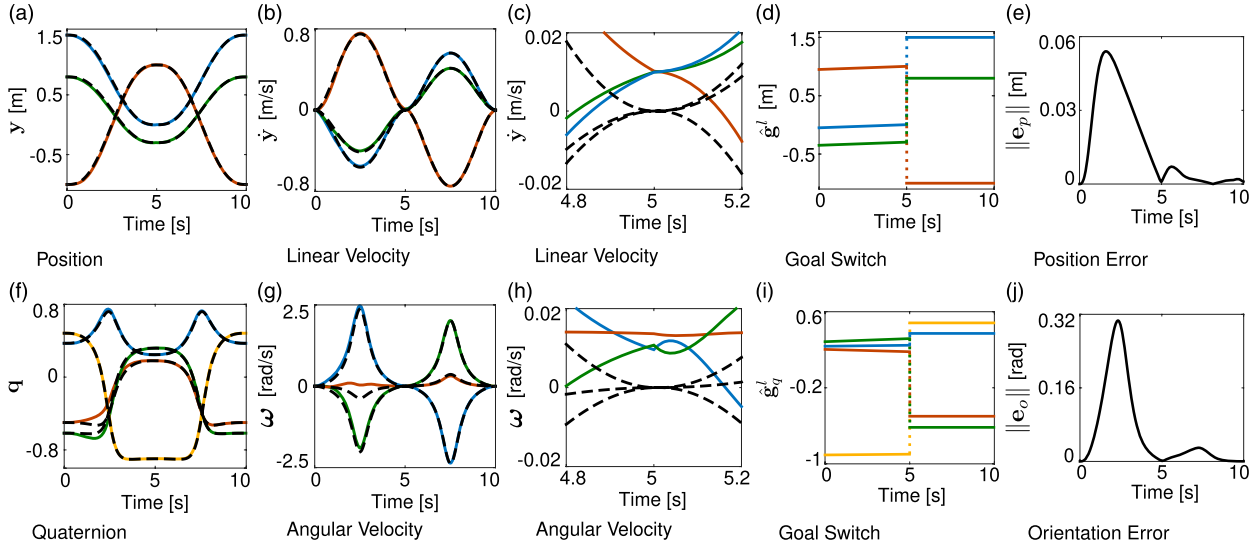 (a)
1.5
0.5
-0.5
y [m]
0
5
10
Time [s]
Position
(b)
0.8
0
-0.8
ẏ [m/s]
0
5
10
Time [s]
Linear Velocity
(c)
0.02
0
-0.02
ẏ [m/s]
4.8
5
5.2
Time [s]
Linear Velocity
(d)
1.5
0.5
-0.5
ĝˡ [m]
0
5
10
Time [s]
Goal Switch
(e)
0.06
0.03
0
||eₚ|| [m]
0
5
10
Time [s]
Position Error
(f)
0.8
0
-0.8
q
0
5
10
Time [s]
Quaternion
(g)
2.5
0
-2.5
ω [rad/s]
0
5
10
Time [s]
Angular Velocity
(h)
0.02
0
-0.02
ω [rad/s]
4.8
5
5.2
Time [s]
Angular Velocity
(i)
0.6
-0.2
-1
ĝ_q^l
0
5
10
Time [s]
Goal Switch
(j)
0.32
0.16
0
||eₒ|| [rad]
0
5
10
Time [s]
Orientation Error